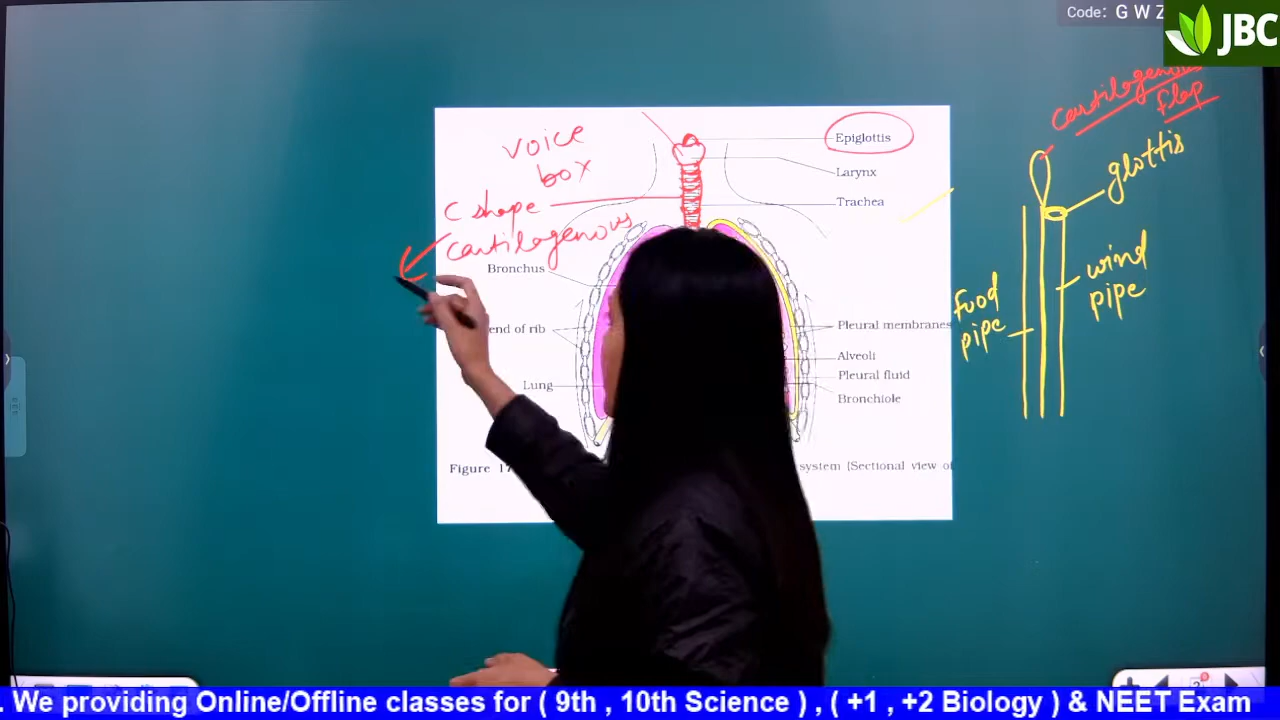 Code: G W Z
JBC
cartilagenous
flap
voice
box
Epiglottis
glottis
Larynx
C shape
Trachea
cartilagenous
Bronchus
wind
pipe
Food
pipe
end of rib
Pleural membranes
Alveoli
Pleural fluid
Lung
Bronchiole
Figure 17
system (Sectional view of
. We providing Online/Offline classes for ( 9th , 10th Science ) , ( +1 , +2 Biology ) & NEET Exam